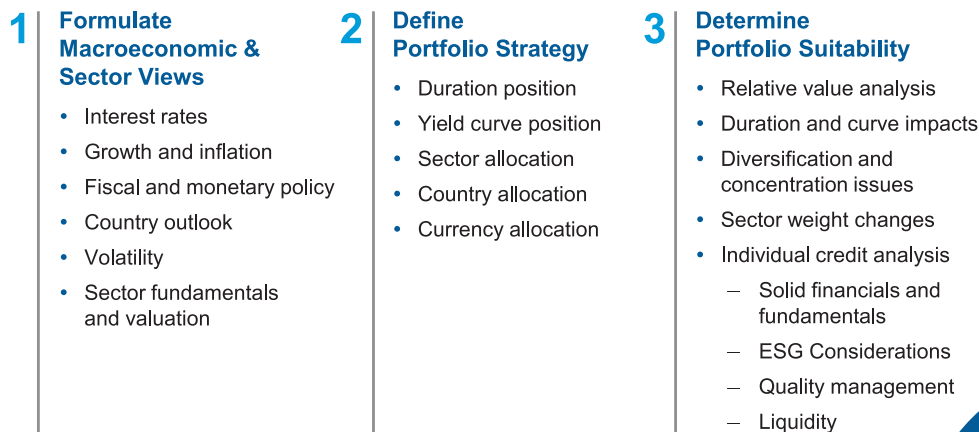 1
Formulate
Macroeconomic &
Sector Views
• Interest rates
• Growth and inflation
• Fiscal and monetary policy
• Country outlook
• Volatility
• Sector fundamentals
and valuation
2
Define
Portfolio Strategy
• Duration position
• Yield curve position
• Sector allocation
• Country allocation
• Currency allocation
3
Determine
Portfolio Suitability
• Relative value analysis
• Duration and curve impacts
• Diversification and
concentration issues
• Sector weight changes
• Individual credit analysis
– Solid financials and
fundamentals
– ESG Considerations
– Quality management
– Liquidity